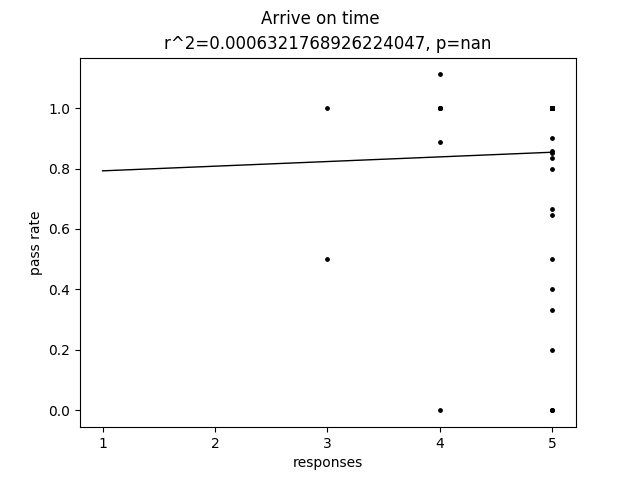 Arrive on time
r^2=0.0006321768926224047, p=nan
pass rate
1.0
0.8
0.6
0.4
0.2
0.0
1 2 3 4 5
responses